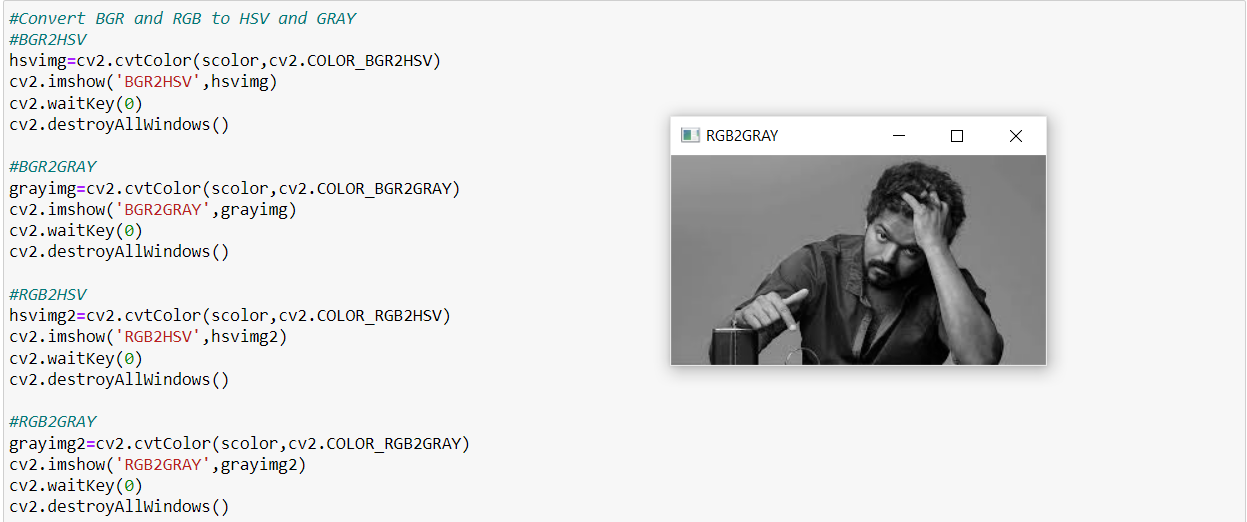 #Convert BGR and RGB to HSV and GRAY
#BGR2HSV
hsvimg=cv2.cvtColor(scolor,cv2.COLOR_BGR2HSV)
cv2.imshow('BGR2HSV',hsvimg)
cv2.waitKey(0)
cv2.destroyAllWindows()
#BGR2GRAY
grayimg=cv2.cvtColor(scolor,cv2.COLOR_BGR2GRAY)
cv2.imshow('BGR2GRAY',grayimg)
cv2.waitKey(0)
cv2.destroyAllWindows()
#RGB2HSV
hsvimg2=cv2.cvtColor(scolor,cv2.COLOR_RGB2HSV)
cv2.imshow('RGB2HSV',hsvimg2)
cv2.waitKey(0)
cv2.destroyAllWindows()
#RGB2GRAY
grayimg2=cv2.cvtColor(scolor,cv2.COLOR_RGB2GRAY)
cv2.imshow('RGB2GRAY',grayimg2)
cv2.waitKey(0)
cv2.destroyAllWindows()
RGB2GRAY